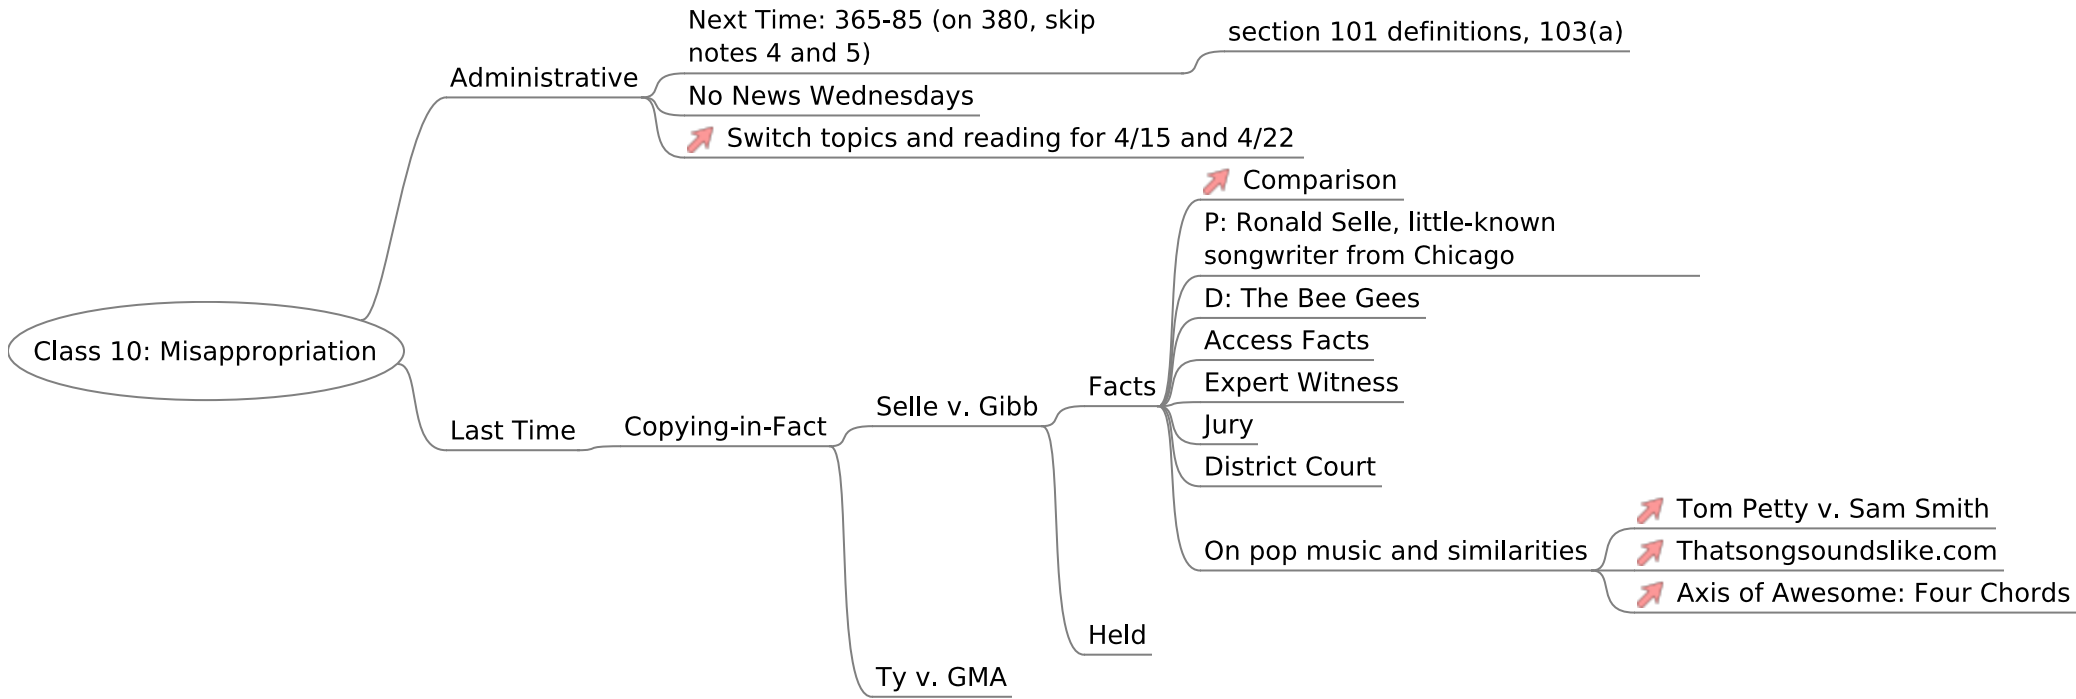 Class 10: Misappropriation
Administrative
Next Time: 365-85 (on 380, skip
notes 4 and 5)
section 101 definitions, 103(a)
No News Wednesdays
Switch topics and reading for 4/15 and 4/22
Last Time
Copying-in-Fact
Selle v. Gibb
Facts
Comparison
P: Ronald Selle, little-known
songwriter from Chicago
D: The Bee Gees
Access Facts
Expert Witness
Jury
District Court
On pop music and similarities
Tom Petty v. Sam Smith
Thatsongsoundslike.com
Axis of Awesome: Four Chords
Held
Ty v. GMA